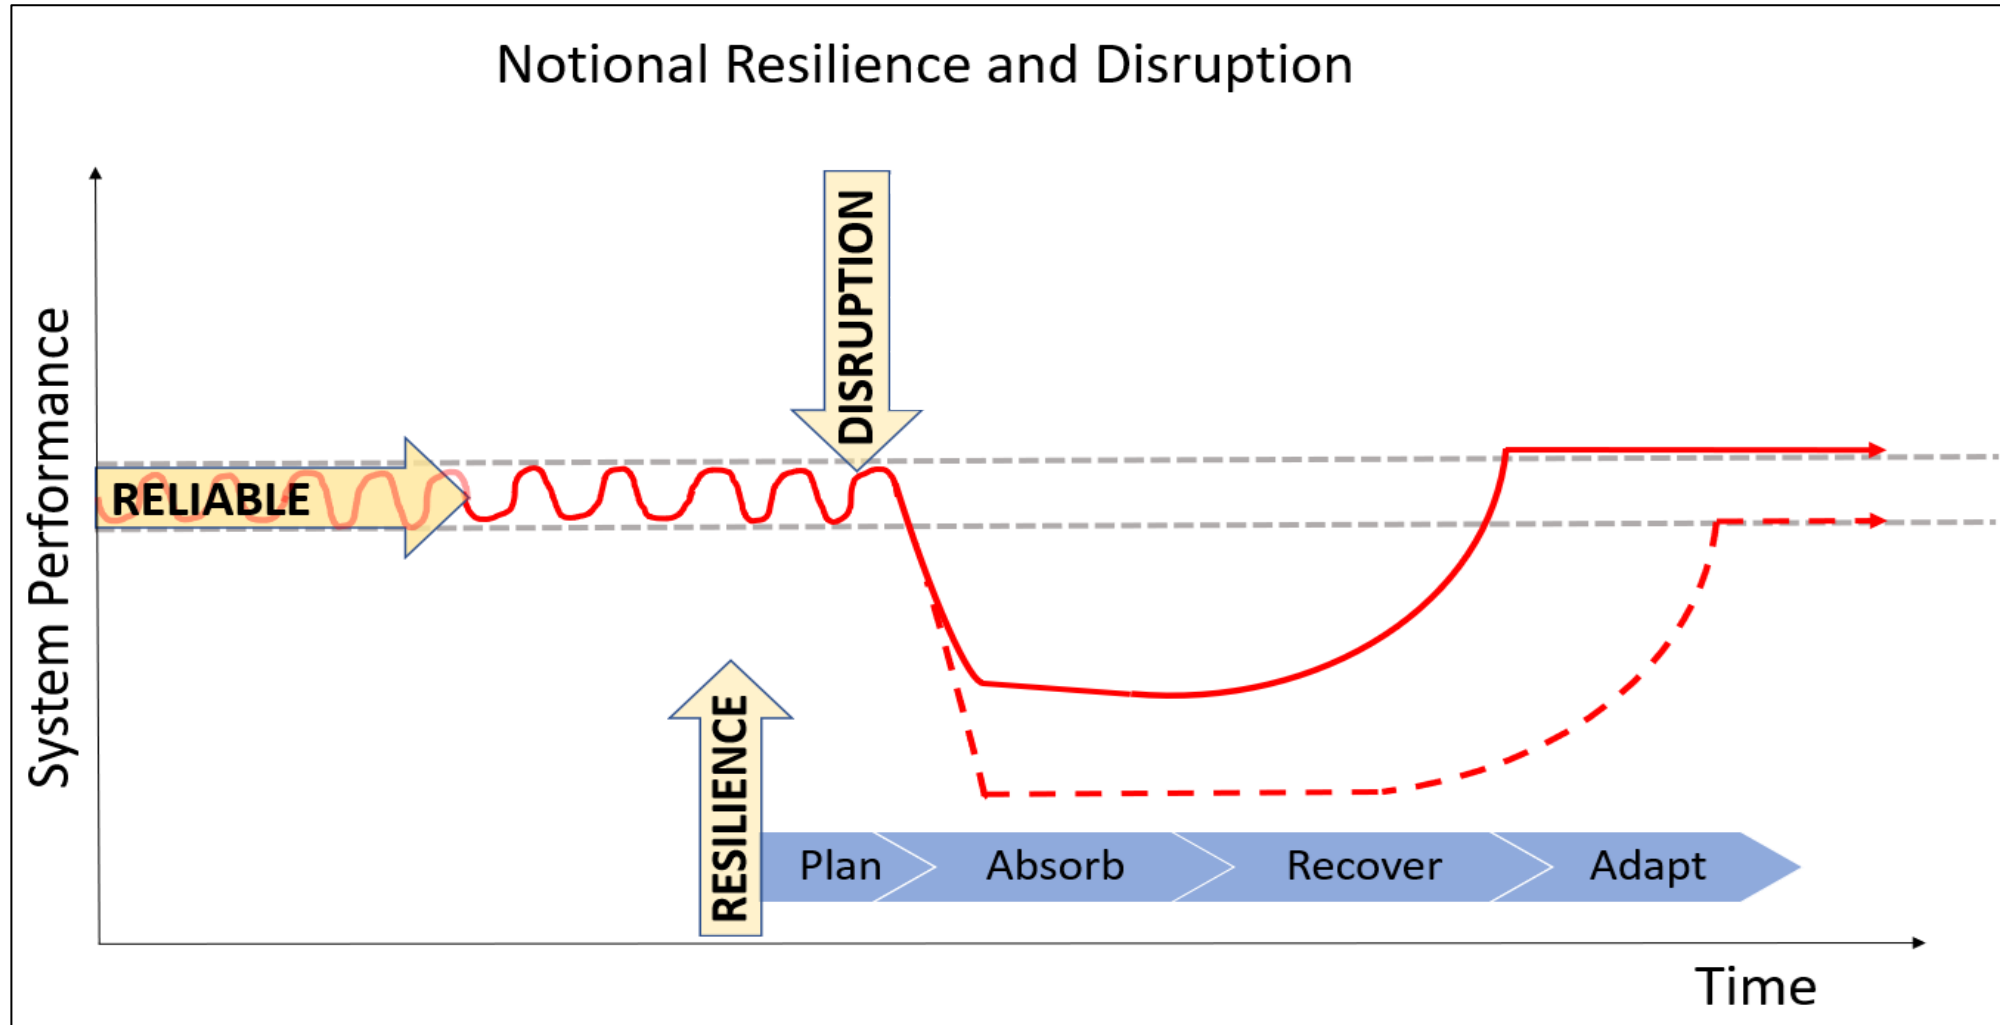 Notional Resilience and Disruption
System Performance
DISRUPTION
RELIABLE
RESILIENCE
Plan
Absorb
Recover
Adapt
Time